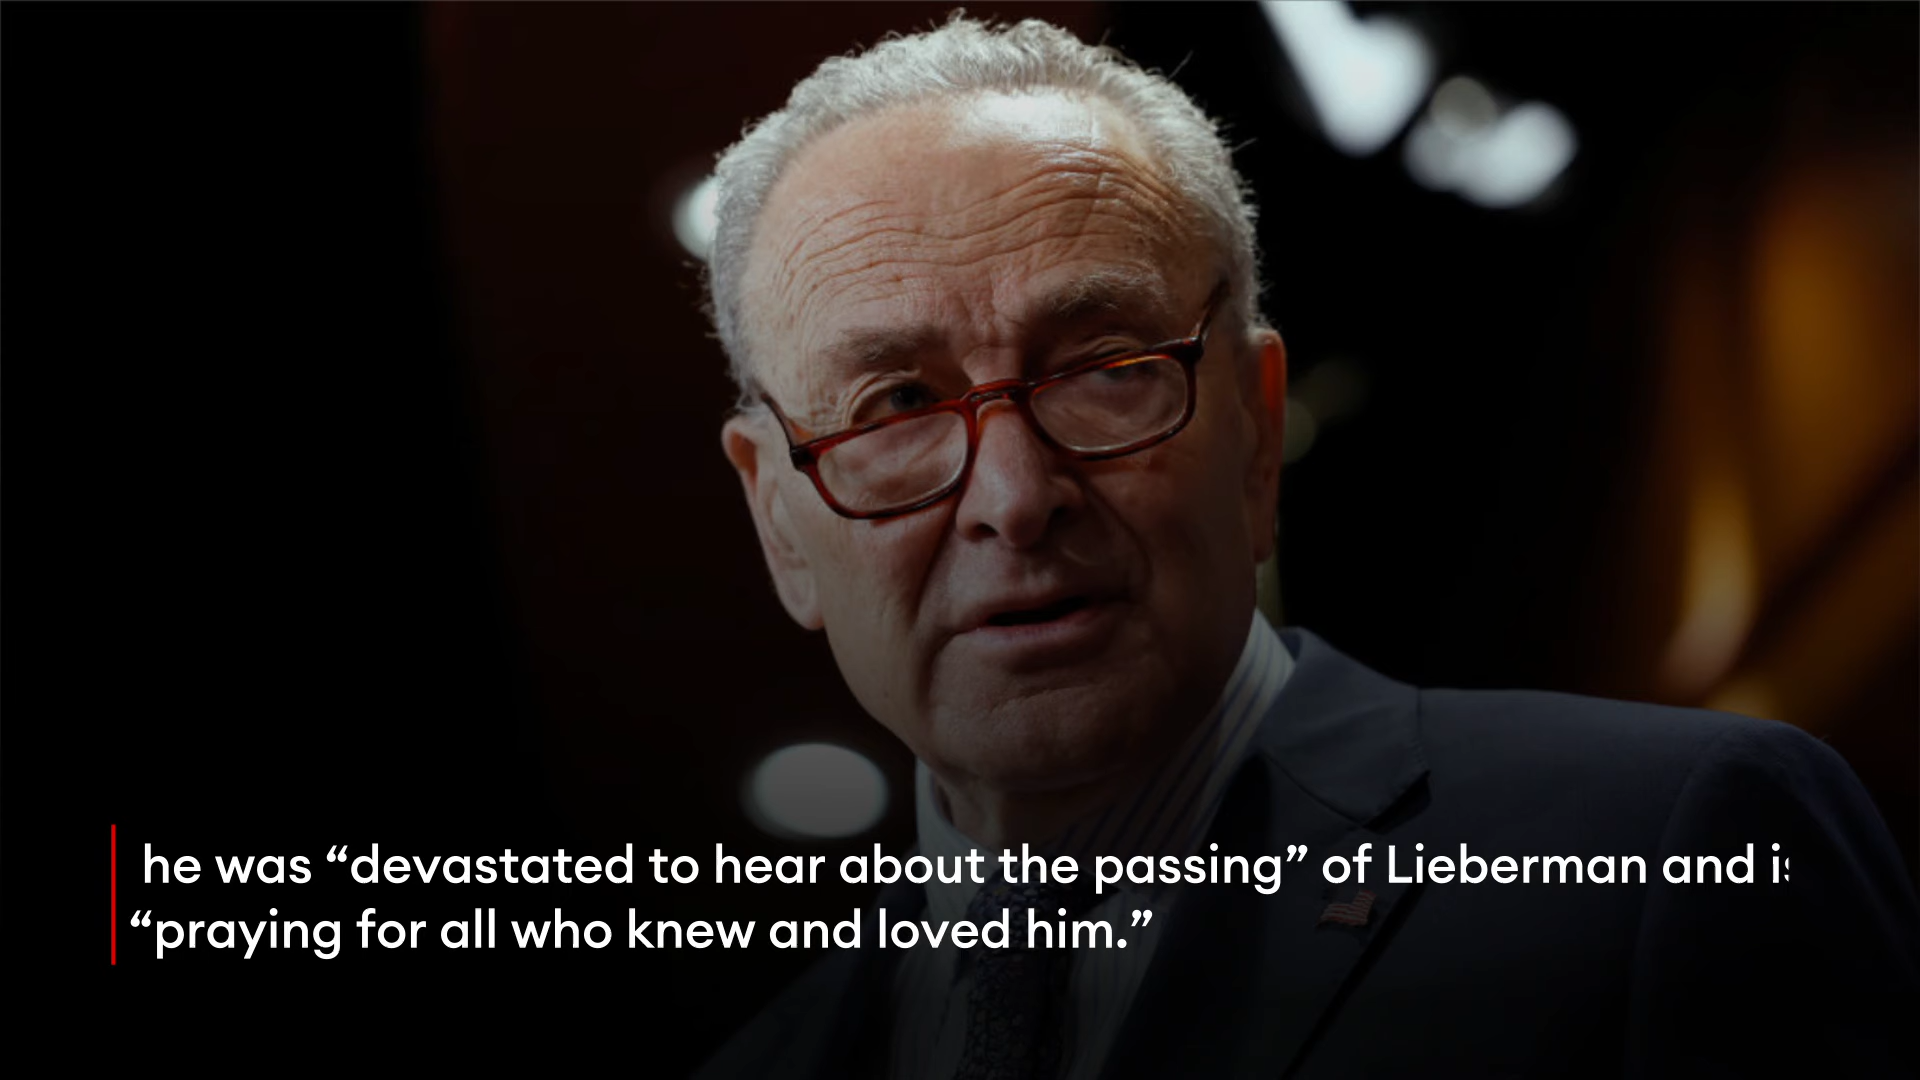 he was “devastated to hear about the passing” of Lieberman and is
“praying for all who knew and loved him.”